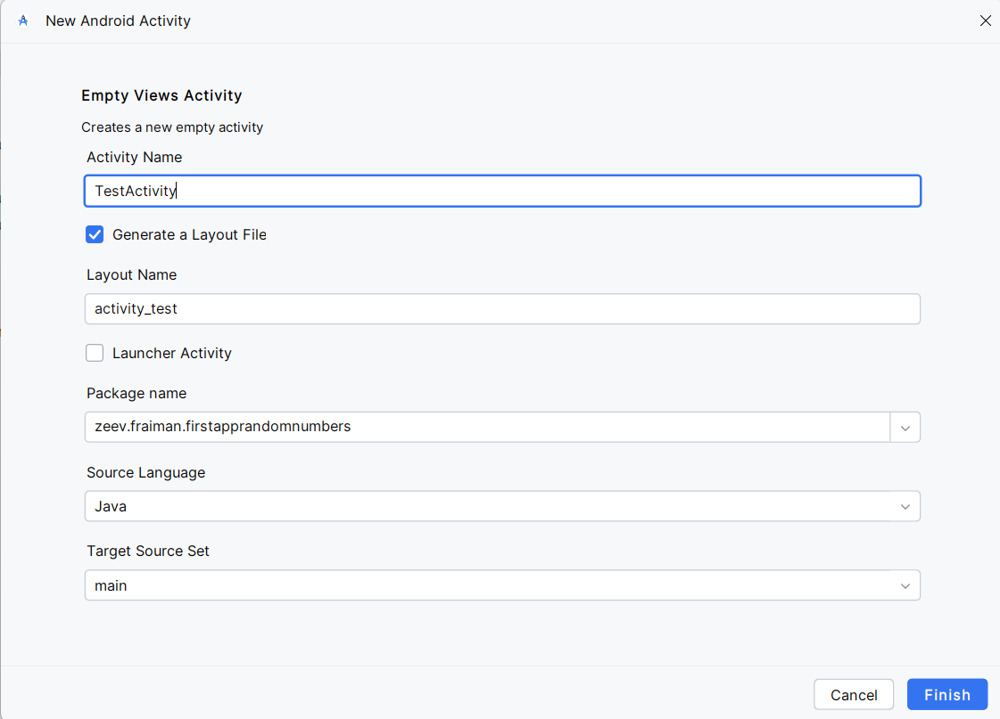 New Android Activity
Empty Views Activity
Creates a new empty activity
Activity Name
TestActivity
Generate a Layout File
Layout Name
activity_test
Launcher Activity
Package name
zeev.fraiman.firstapprandomnumbers
Source Language
Java
Target Source Set
main
Cancel Finish